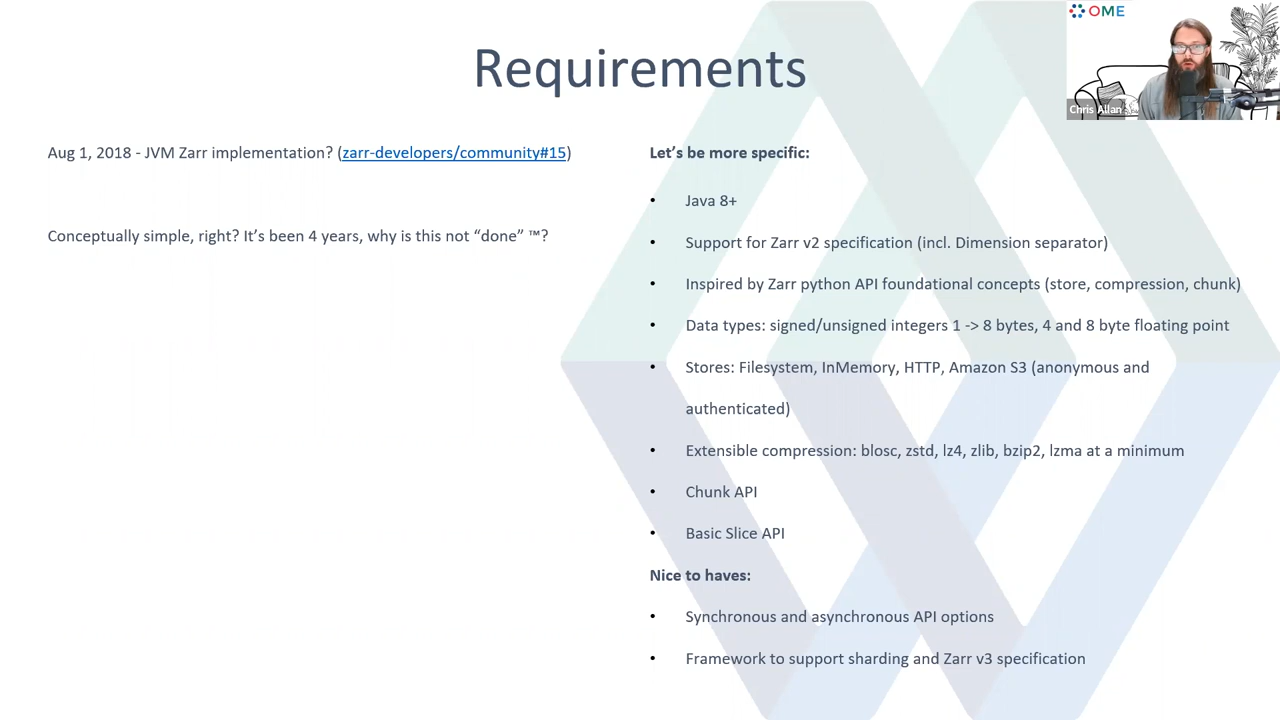 OME
Chris Allan
Requirements
Aug 1, 2018 - JVM Zarr implementation? (zarr-developers/community#15)
Conceptually simple, right? It's been 4 years, why is this not “done” ™?
Let's be more specific:
• Java 8+
• Support for Zarr v2 specification (incl. Dimension separator)
• Inspired by Zarr python API foundational concepts (store, compression, chunk)
• Data types: signed/unsigned integers 1 -> 8 bytes, 4 and 8 byte floating point
• Stores: Filesystem, InMemory, HTTP, Amazon S3 (anonymous and
authenticated)
• Extensible compression: blosc, zstd, lz4, zlib, bzip2, lzma at a minimum
• Chunk API
• Basic Slice API
Nice to haves:
• Synchronous and asynchronous API options
• Framework to support sharding and Zarr v3 specification